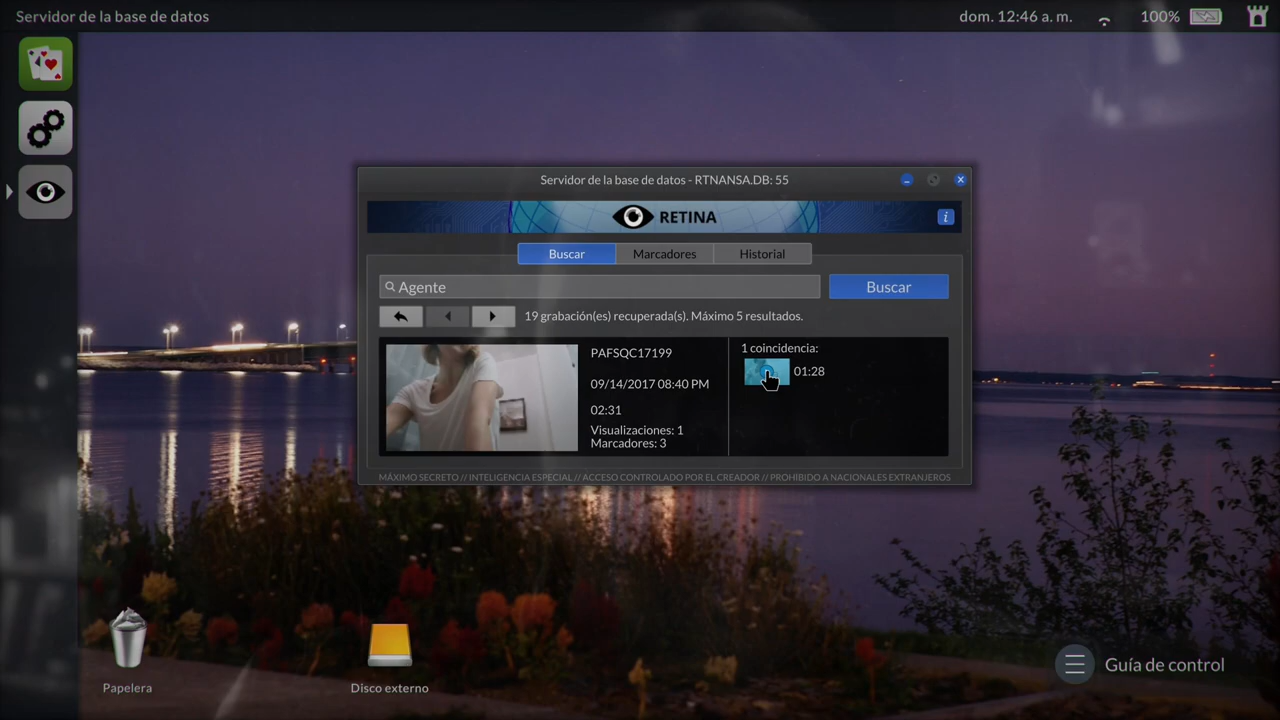 Servidor de la base de datos
dom. 12:46 a. m.
100%
Servidor de la base de datos - RTNANSA.DB: 55
RETINA
i
Buscar
Marcadores
Historial
Agente
Buscar
19 grabación(es) recuperada(s). Máximo 5 resultados.
PAFSQC17199
09/14/2017 08:40 PM
02:31
Visualizaciones: 1
Marcadores: 3
1 coincidencia:
01:28
MÁXIMO SECRETO // INTELIGENCIA ESPECIAL // ACCESO CONTROLADO POR EL CREADOR // PROHIBIDO A NACIONALES EXTRANJEROS
Papelera
Disco externo
Guía de control